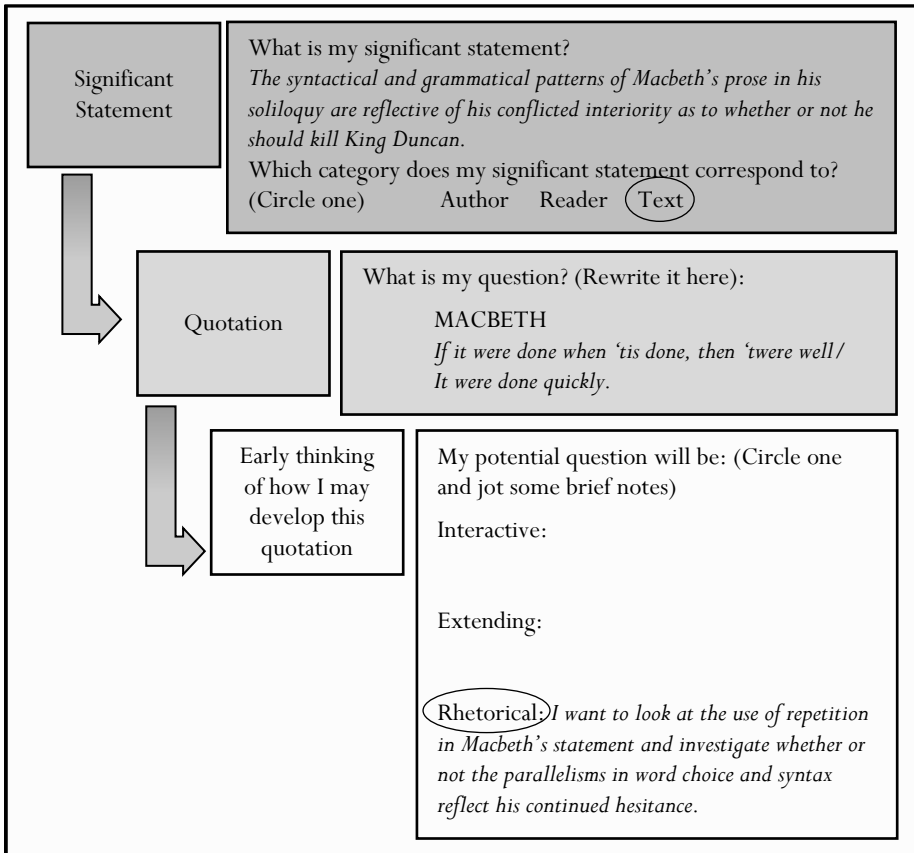 Significant
Statement
What is my significant statement?
The syntactical and grammatical patterns of Macbeth’s prose in his
soliloquy are reflective of his conflicted interiority as to whether or not he
should kill King Duncan.
Which category does my significant statement correspond to?
(Circle one) Author Reader Text
Quotation
What is my question? (Rewrite it here):
MACBETH
If it were done when ‘tis done, then ‘twere well/
It were done quickly.
Early thinking
of how I may
develop this
quotation
My potential question will be: (Circle one
and jot some brief notes)
Interactive:
Extending:
Rhetorical: I want to look at the use of repetition
in Macbeth’s statement and investigate whether or
not the parallelisms in word choice and syntax
reflect his continued hesitance.